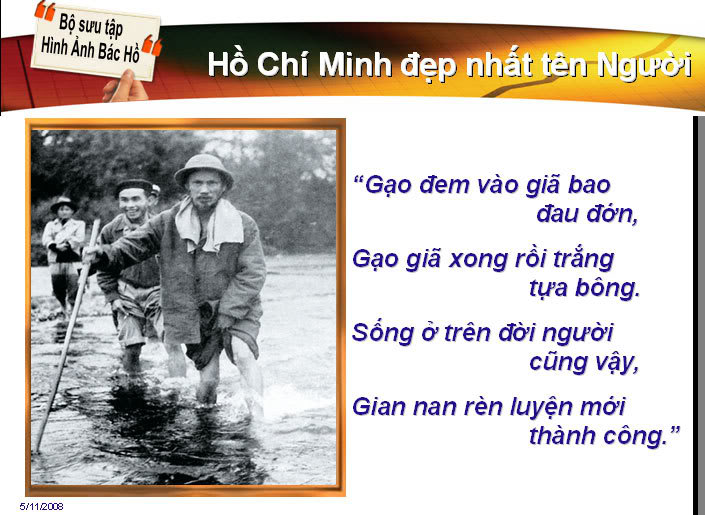 Bộ sưu tập
Hình Ảnh Bác Hồ
Hồ Chí Minh đẹp nhất tên Người
“Gạo đem vào giã bao
đau đớn,
Gạo giã xong rồi trắng
tựa bông.
Sống ở trên đời người
cũng vậy,
Gian nan rèn luyện mới
thành công.”
5/11/2008